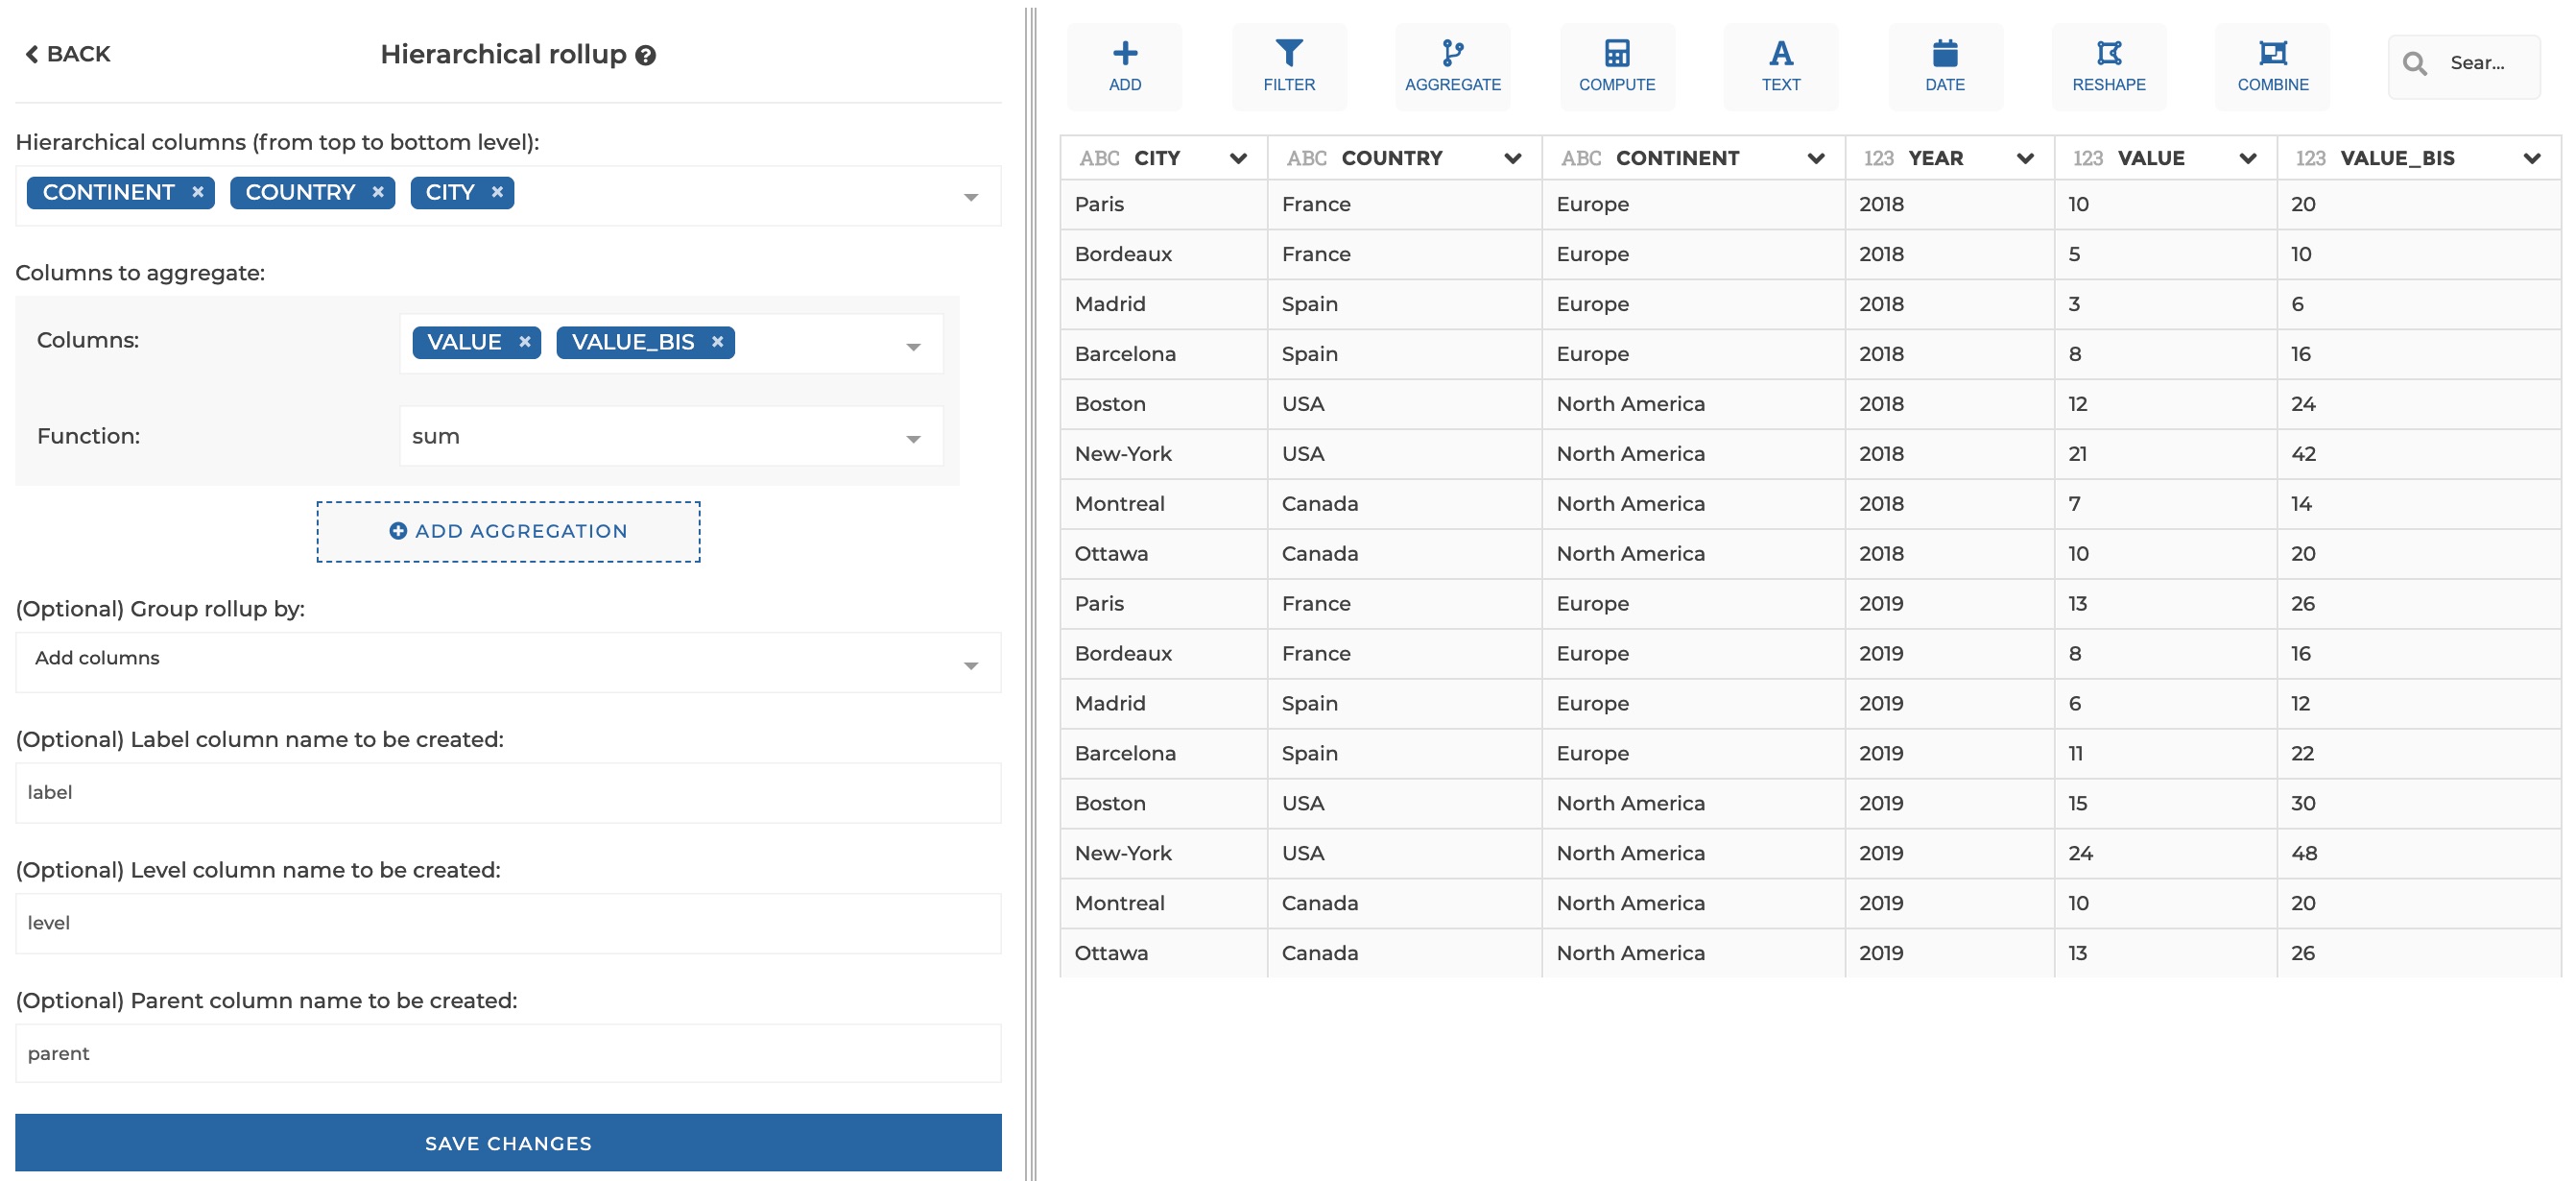 BACK
Hierarchical rollup
Hierarchical columns (from top to bottom level):
CONTINENT × COUNTRY × CITY ×
Columns to aggregate:
Columns: VALUE × VALUE_BIS ×
Function: sum
ADD AGGREGATION
(Optional) Group rollup by:
Add columns
(Optional) Label column name to be created:
label
(Optional) Level column name to be created:
level
(Optional) Parent column name to be created:
parent
SAVE CHANGES
ADD FILTER AGGREGATE COMPUTE TEXT DATE RESHAPE COMBINE Sear...
ABC CITY ABC COUNTRY ABC CONTINENT 123 YEAR 123 VALUE 123 VALUE_BIS
Paris France Europe 2018 10 20
Bordeaux France Europe 2018 5 10
Madrid Spain Europe 2018 3 6
Barcelona Spain Europe 2018 8 16
Boston USA North America 2018 12 24
New-York USA North America 2018 21 42
Montreal Canada North America 2018 7 14
Ottawa Canada North America 2018 10 20
Paris France Europe 2019 13 26
Bordeaux France Europe 2019 8 16
Madrid Spain Europe 2019 6 12
Barcelona Spain Europe 2019 11 22
Boston USA North America 2019 15 30
New-York USA North America 2019 24 48
Montreal Canada North America 2019 10 20
Ottawa Canada North America 2019 13 26